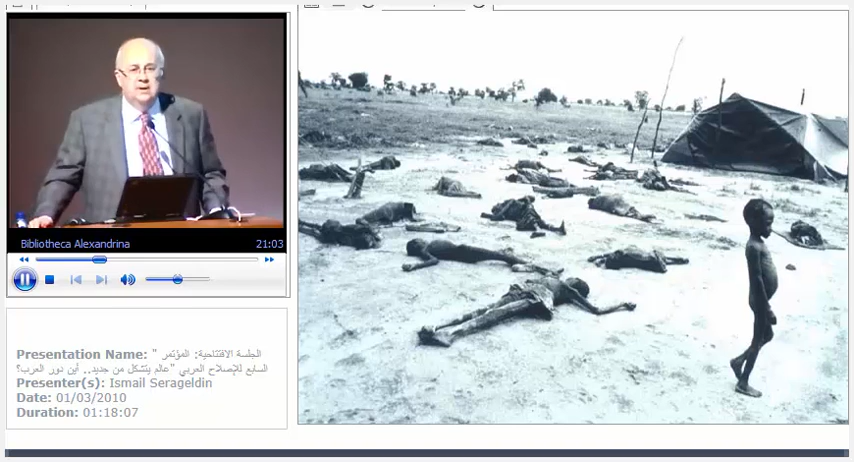 Bibliotheca Alexandrina 21:03
Presentation Name: " الجلسة الافتتاحية: المؤتمر
السابع للإصلاح العربي "عالم يتشكل من جديد.. أين دور العرب؟
Presenter(s): Ismail Serageldin
Date: 01/03/2010
Duration: 01:18:07